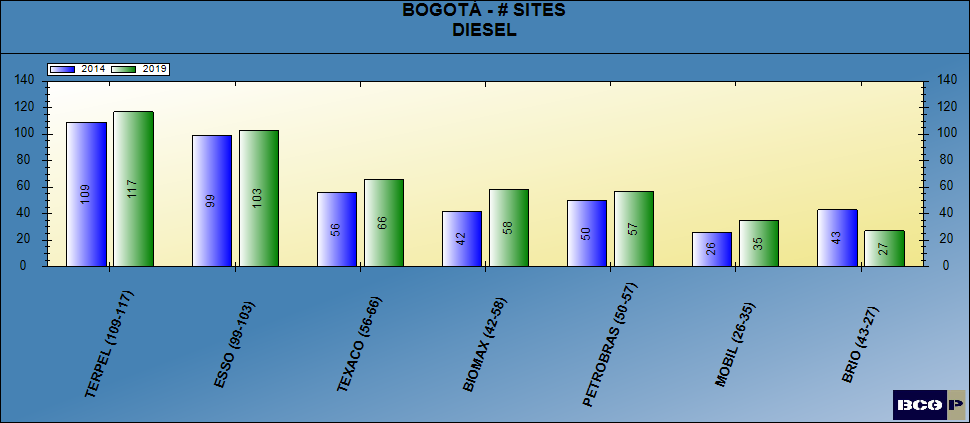 BOGOTÁ - # SITES
DIESEL
2014 2019
140 140
120 120
100 100
80 80
60 60
40 40
20 20
0 0
109 117 99 103 56 66 42 58 50 57 26 35 43 27
TERPEL (109-117)
ESSO (99-103)
TEXACO (56-66)
BIOMAX (42-58)
PETROBRAS (50-57)
MOBIL (26-35)
BRIO (43-27)
BCG P